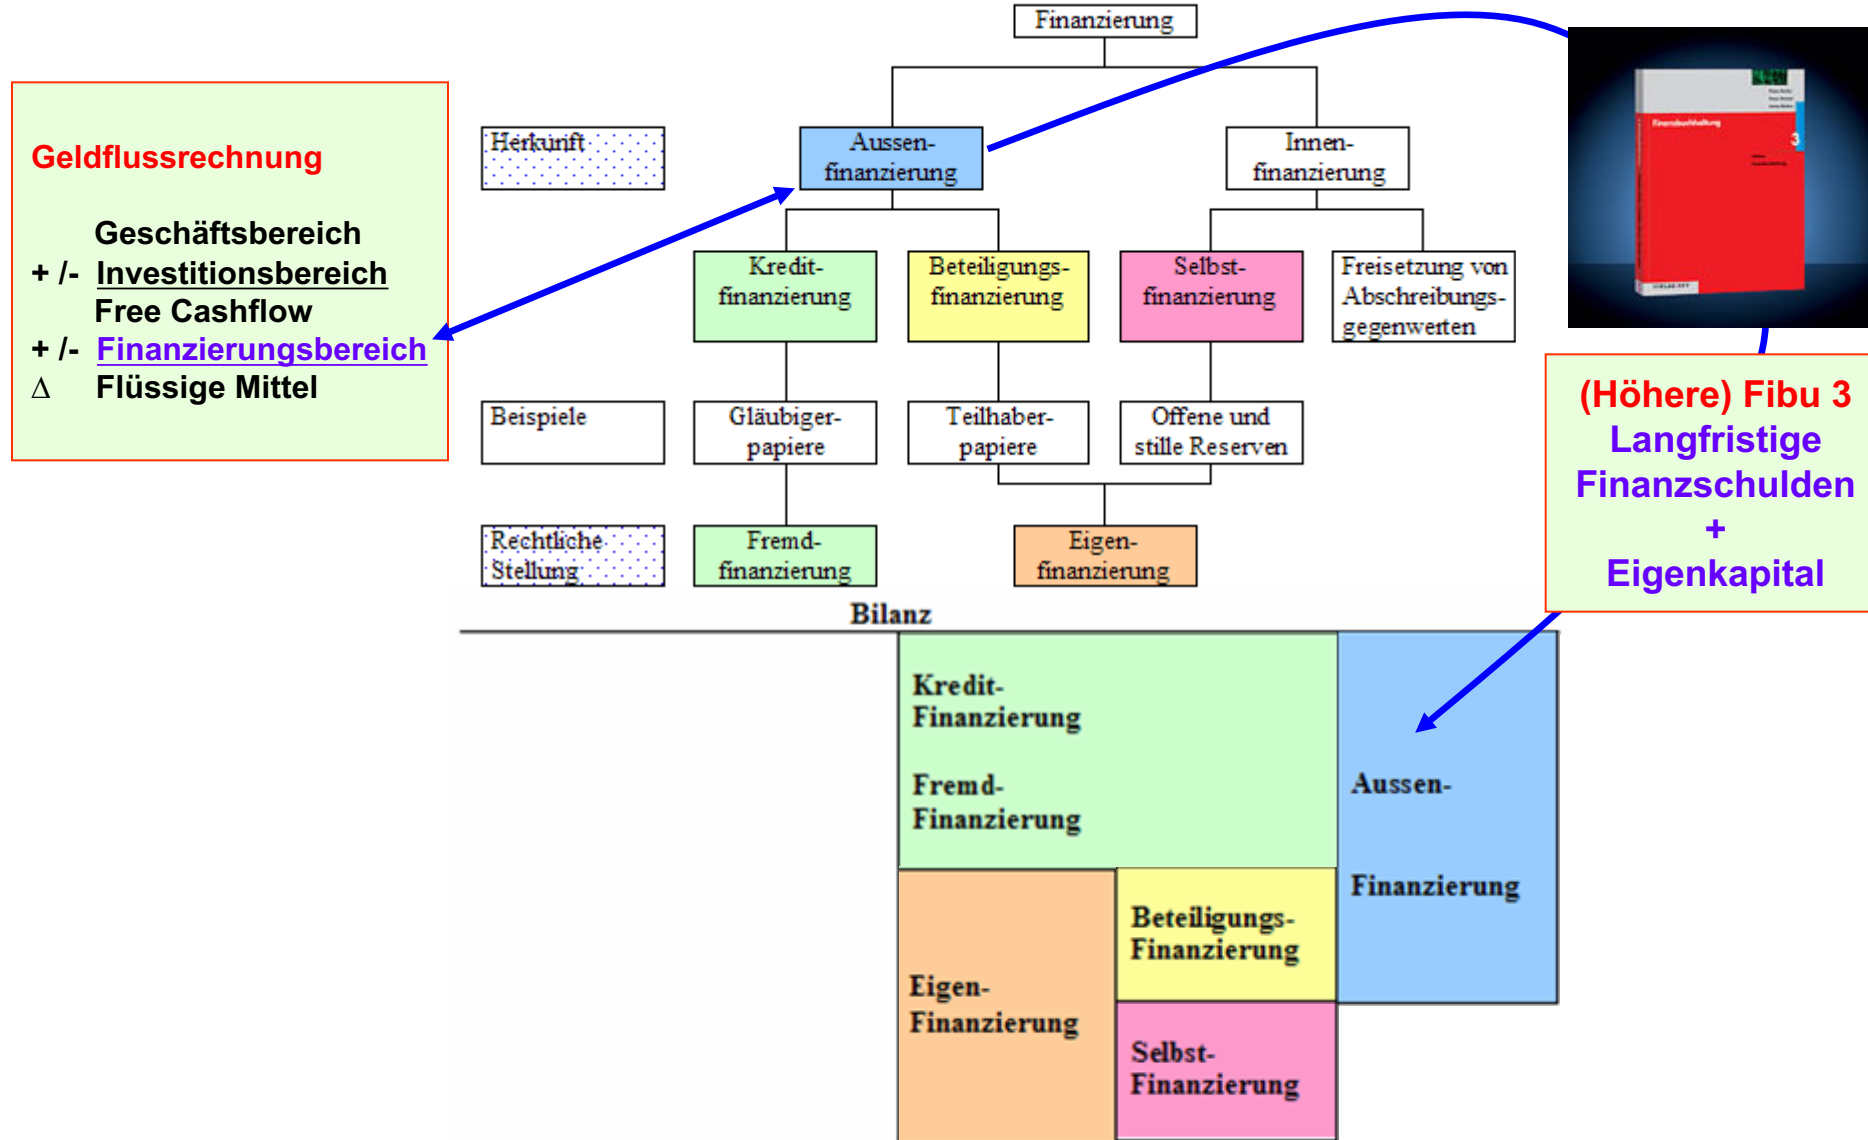 Finanzierung
Geldflussrechnung
Geschäftsbereich
+ /- Investitionsbereich
Free Cashflow
+ /- Finanzierungsbereich
Δ Flüssige Mittel
Herkunft
Aussen-
finanzierung
Innen-
finanzierung
Kredit-
finanzierung
Beteiligungs-
finanzierung
Selbst-
finanzierung
Freisetzung von
Abschreibungs-
gegenwerten
Beispiele
Gläubiger-
papiere
Teilhaber-
papiere
Offene und
stille Reserven
Rechtliche
Stellung
Fremd-
finanzierung
Eigen-
finanzierung
Finanzbuchhaltung
3
(Höhere) Fibu 3
Langfristige
Finanzschulden
+
Eigenkapital
Bilanz
Kredit-
Finanzierung
Fremd-
Finanzierung
Aussen-
Finanzierung
Eigen-
Finanzierung
Beteiligungs-
Finanzierung
Selbst-
Finanzierung